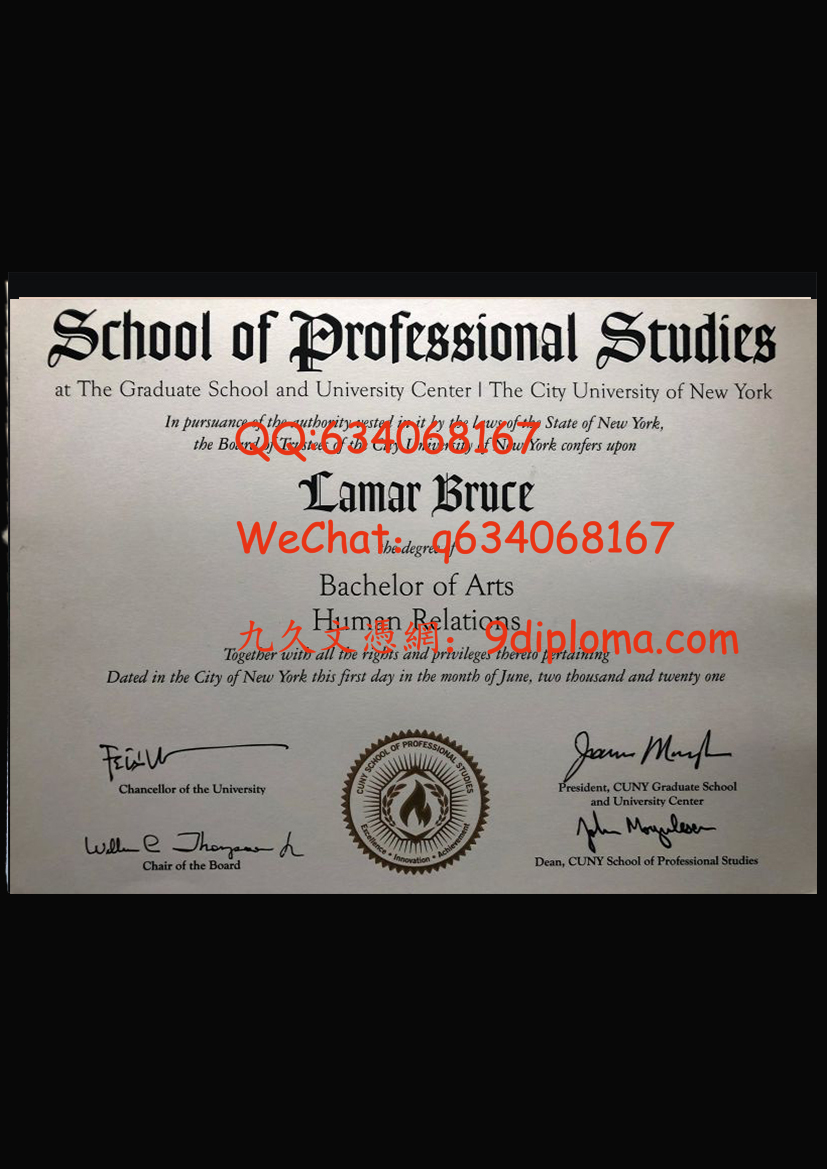 School of Professional Studies
at The Graduate School and University Center | The City University of New York
In pursuance of the authority vested in it by the laws of the State of New York,
QQ:634068167
the Board of Trustees of the City University of New York confers upon
Lamar Bruce
WeChat: q634068167
the degree of
Bachelor of Arts
Human Relations
九久文憑網：9diploma.com
Together with all the rights and privileges thereto pertaining
Dated in the City of New York this first day in the month of June, two thousand and twenty one
Chancellor of the University
Chair of the Board
CUNY SCHOOL OF PROFESSIONAL STUDIES
Excellence • Innovation • Achievement
President, CUNY Graduate School
and University Center
Dean, CUNY School of Professional Studies